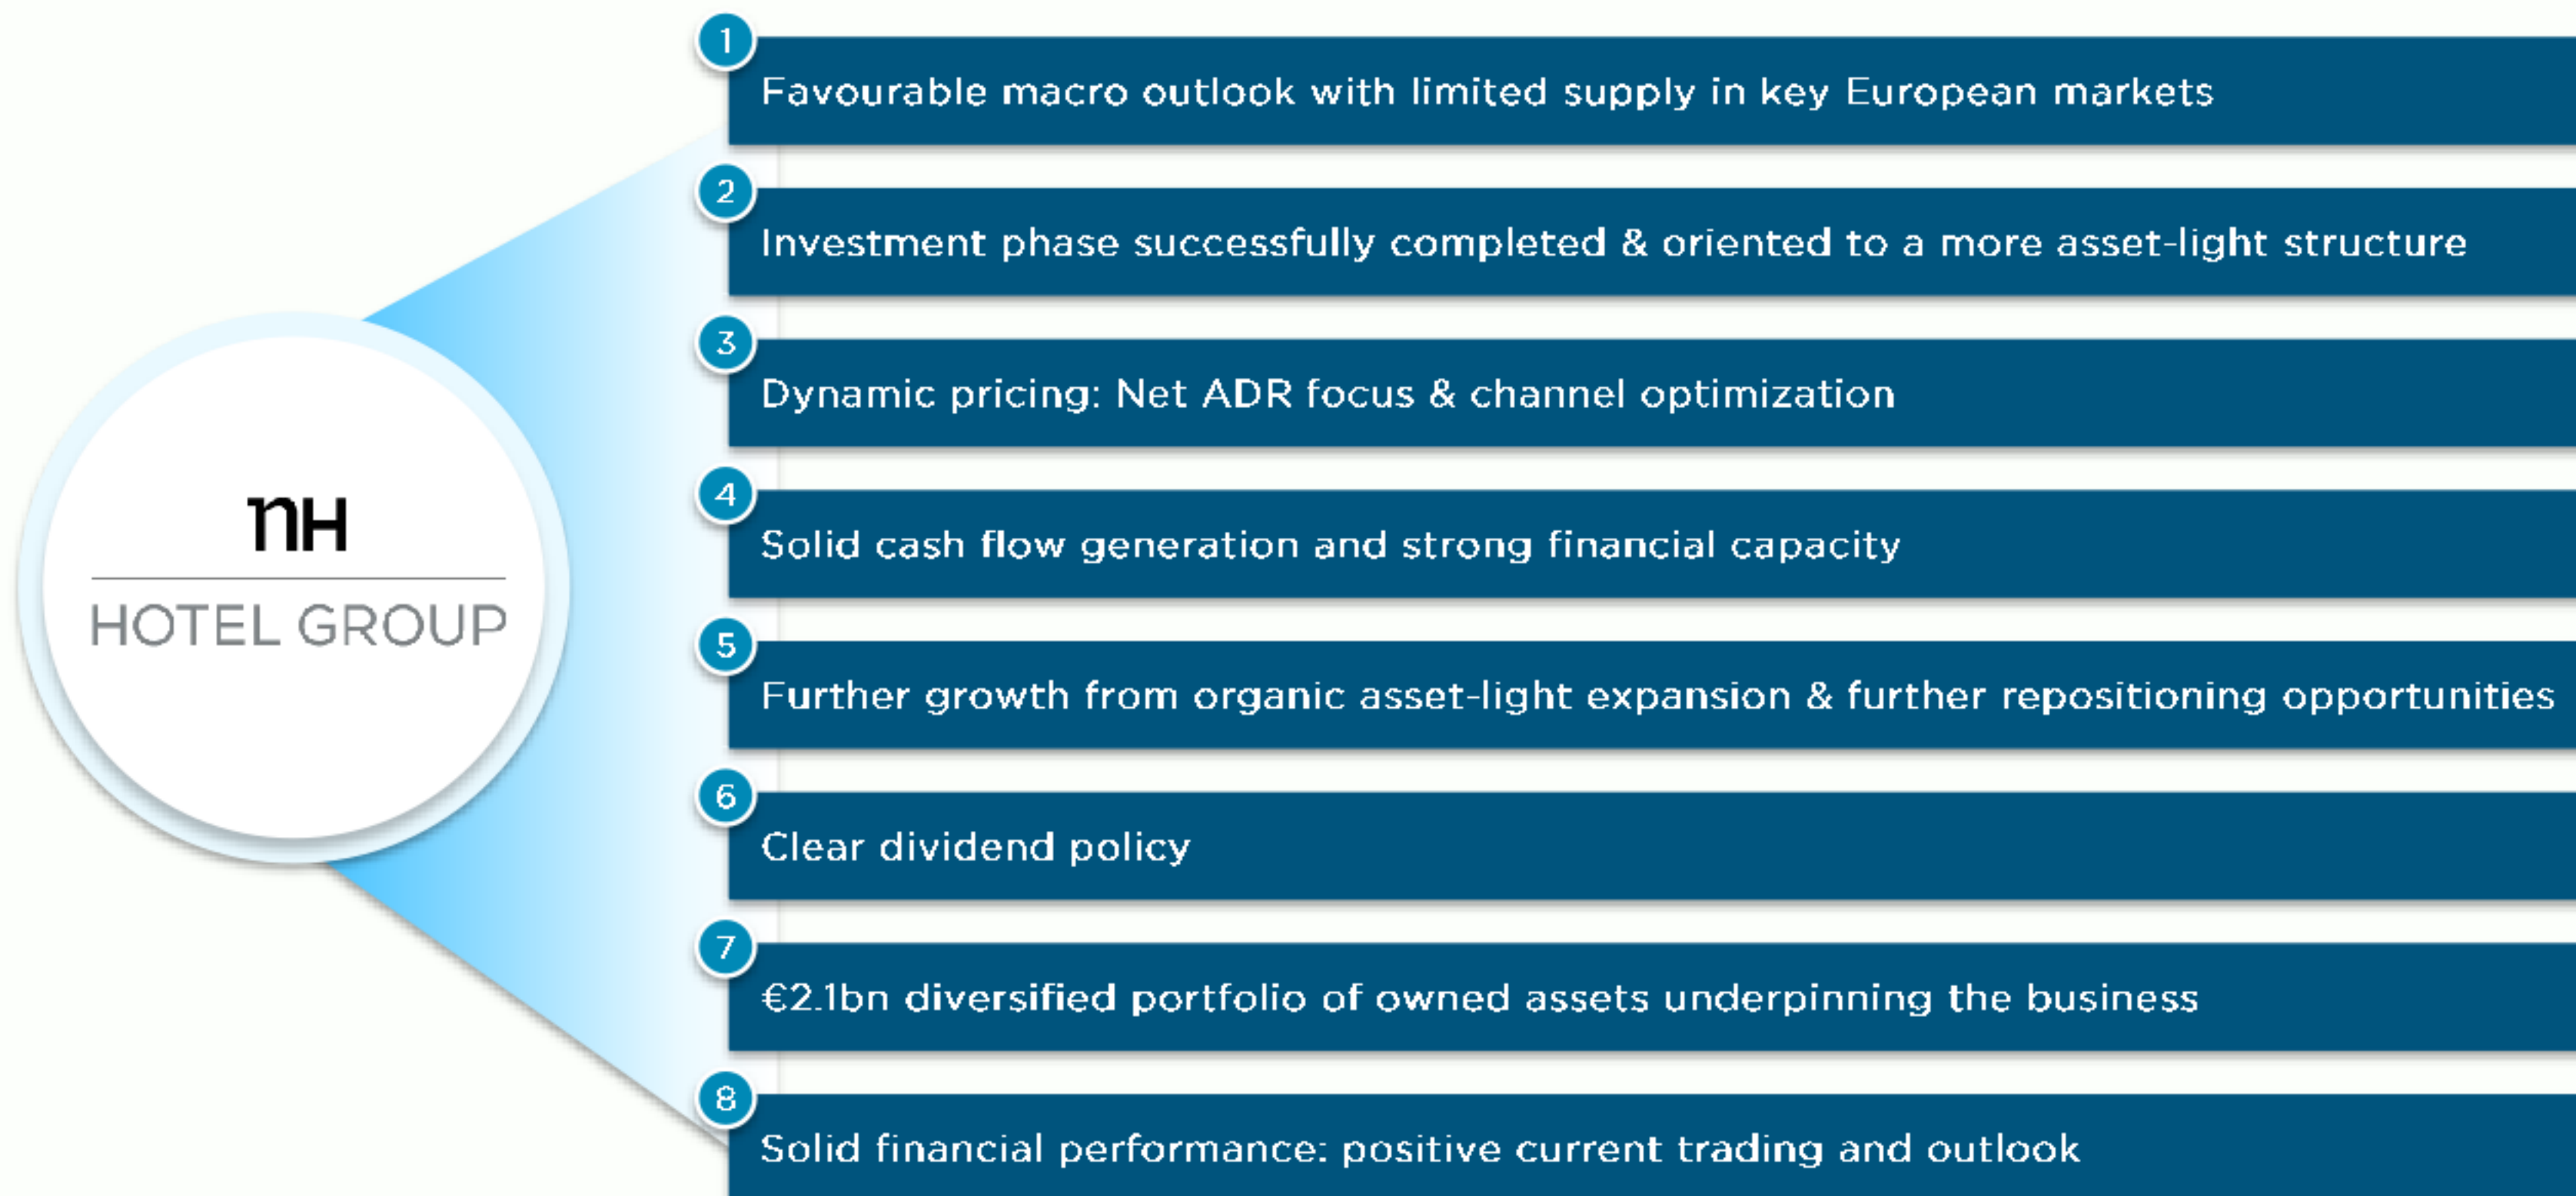 nH
HOTEL GROUP
1
Favourable macro outlook with limited supply in key European markets
2
Investment phase successfully completed & oriented to a more asset-light structure
3
Dynamic pricing: Net ADR focus & channel optimization
4
Solid cash flow generation and strong financial capacity
5
Further growth from organic asset-light expansion & further repositioning opportunities
6
Clear dividend policy
7
€2.1bn diversified portfolio of owned assets underpinning the business
8
Solid financial performance: positive current trading and outlook